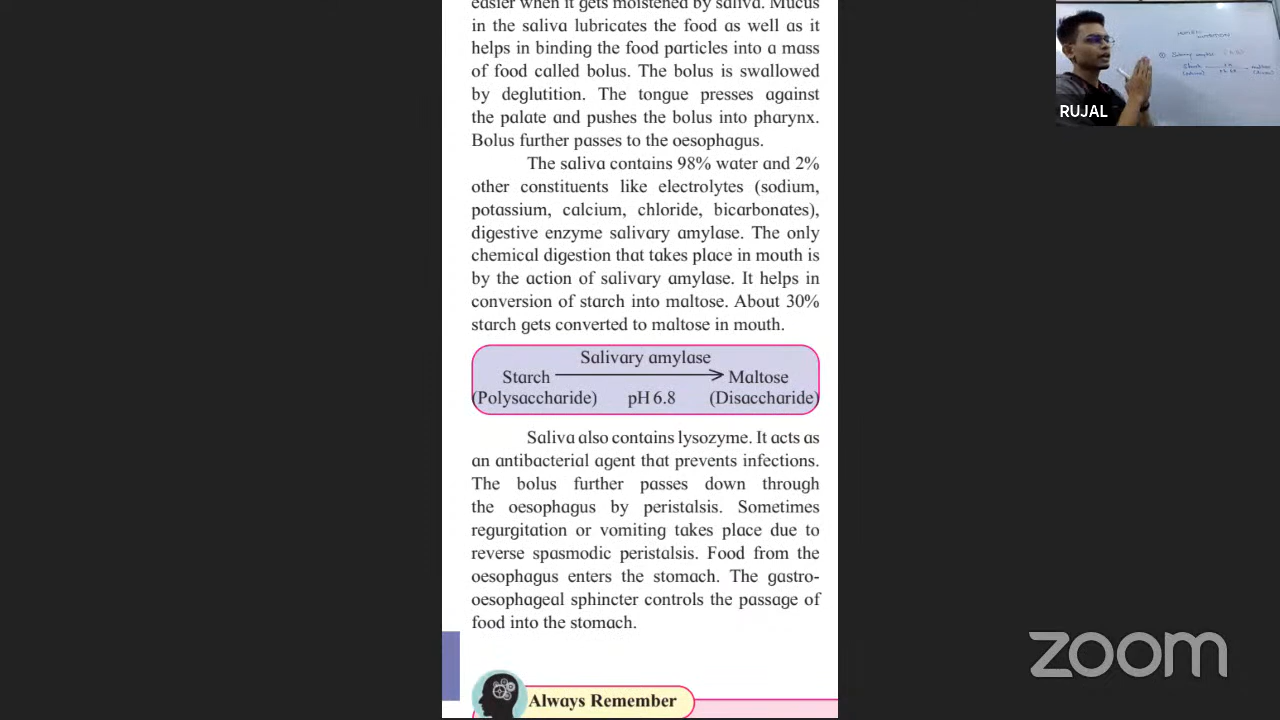 easier when it gets moistened by saliva. Mucus
in the saliva lubricates the food as well as it
helps in binding the food particles into a mass
of food called bolus. The bolus is swallowed
by deglutition. The tongue presses against
the palate and pushes the bolus into pharynx.
Bolus further passes to the oesophagus.
The saliva contains 98% water and 2%
other constituents like electrolytes (sodium,
potassium, calcium, chloride, bicarbonates),
digestive enzyme salivary amylase. The only
chemical digestion that takes place in mouth is
by the action of salivary amylase. It helps in
conversion of starch into maltose. About 30%
starch gets converted to maltose in mouth.
Salivary amylase
Starch Maltose
(Polysaccharide) pH 6.8 (Disaccharide)
Saliva also contains lysozyme. It acts as
an antibacterial agent that prevents infections.
The bolus further passes down through
the oesophagus by peristalsis. Sometimes
regurgitation or vomiting takes place due to
reverse spasmodic peristalsis. Food from the
oesophagus enters the stomach. The gastro-
oesophageal sphincter controls the passage of
food into the stomach.
Always Remember
RUJAL
zoom